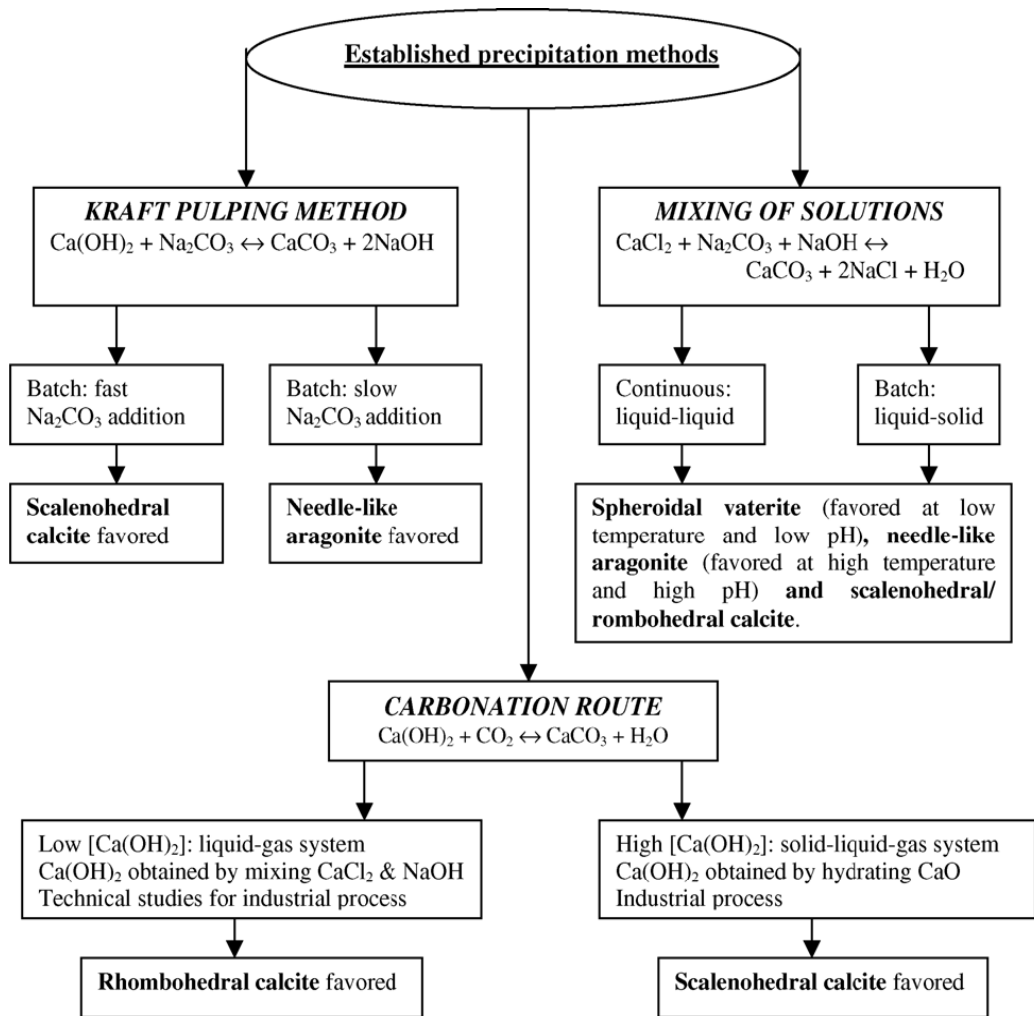 Established precipitation methods
KRAFT PULPING METHOD
Ca(OH)₂ + Na₂CO₃ ↔ CaCO₃ + 2NaOH
MIXING OF SOLUTIONS
CaCl₂ + Na₂CO₃ + NaOH ↔
CaCO₃ + 2NaCl + H₂O
Batch: fast
Na₂CO₃ addition
Batch: slow
Na₂CO₃ addition
Continuous:
liquid-liquid
Batch:
liquid-solid
Scalenohedral
calcite favored
Needle-like
aragonite favored
Spheroidal vaterite (favored at low
temperature and low pH), needle-like
aragonite (favored at high temperature
and high pH) and scalenohedral/
rombohedral calcite.
CARBONATION ROUTE
Ca(OH)₂ + CO₂ ↔ CaCO₃ + H₂O
Low [Ca(OH)₂]: liquid-gas system
Ca(OH)₂ obtained by mixing CaCl₂ & NaOH
Technical studies for industrial process
High [Ca(OH)₂]: solid-liquid-gas system
Ca(OH)₂ obtained by hydrating CaO
Industrial process
Rhombohedral calcite favored
Scalenohedral calcite favored